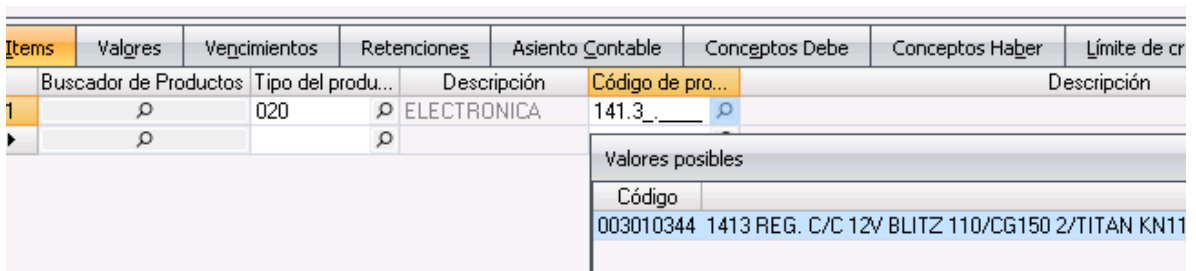 Items Valores Vencimientos Retenciones Asiento Contable Conceptos Debe Conceptos Haber Límite de cr
Buscador de Productos Tipo del produ... Descripción Código de pro... Descripción
1 020 ELECTRONICA 141.3_.____
Valores posibles
Código
003010344 1413 REG. C/C 12V BLITZ 110/CG150 2/TITAN KN11